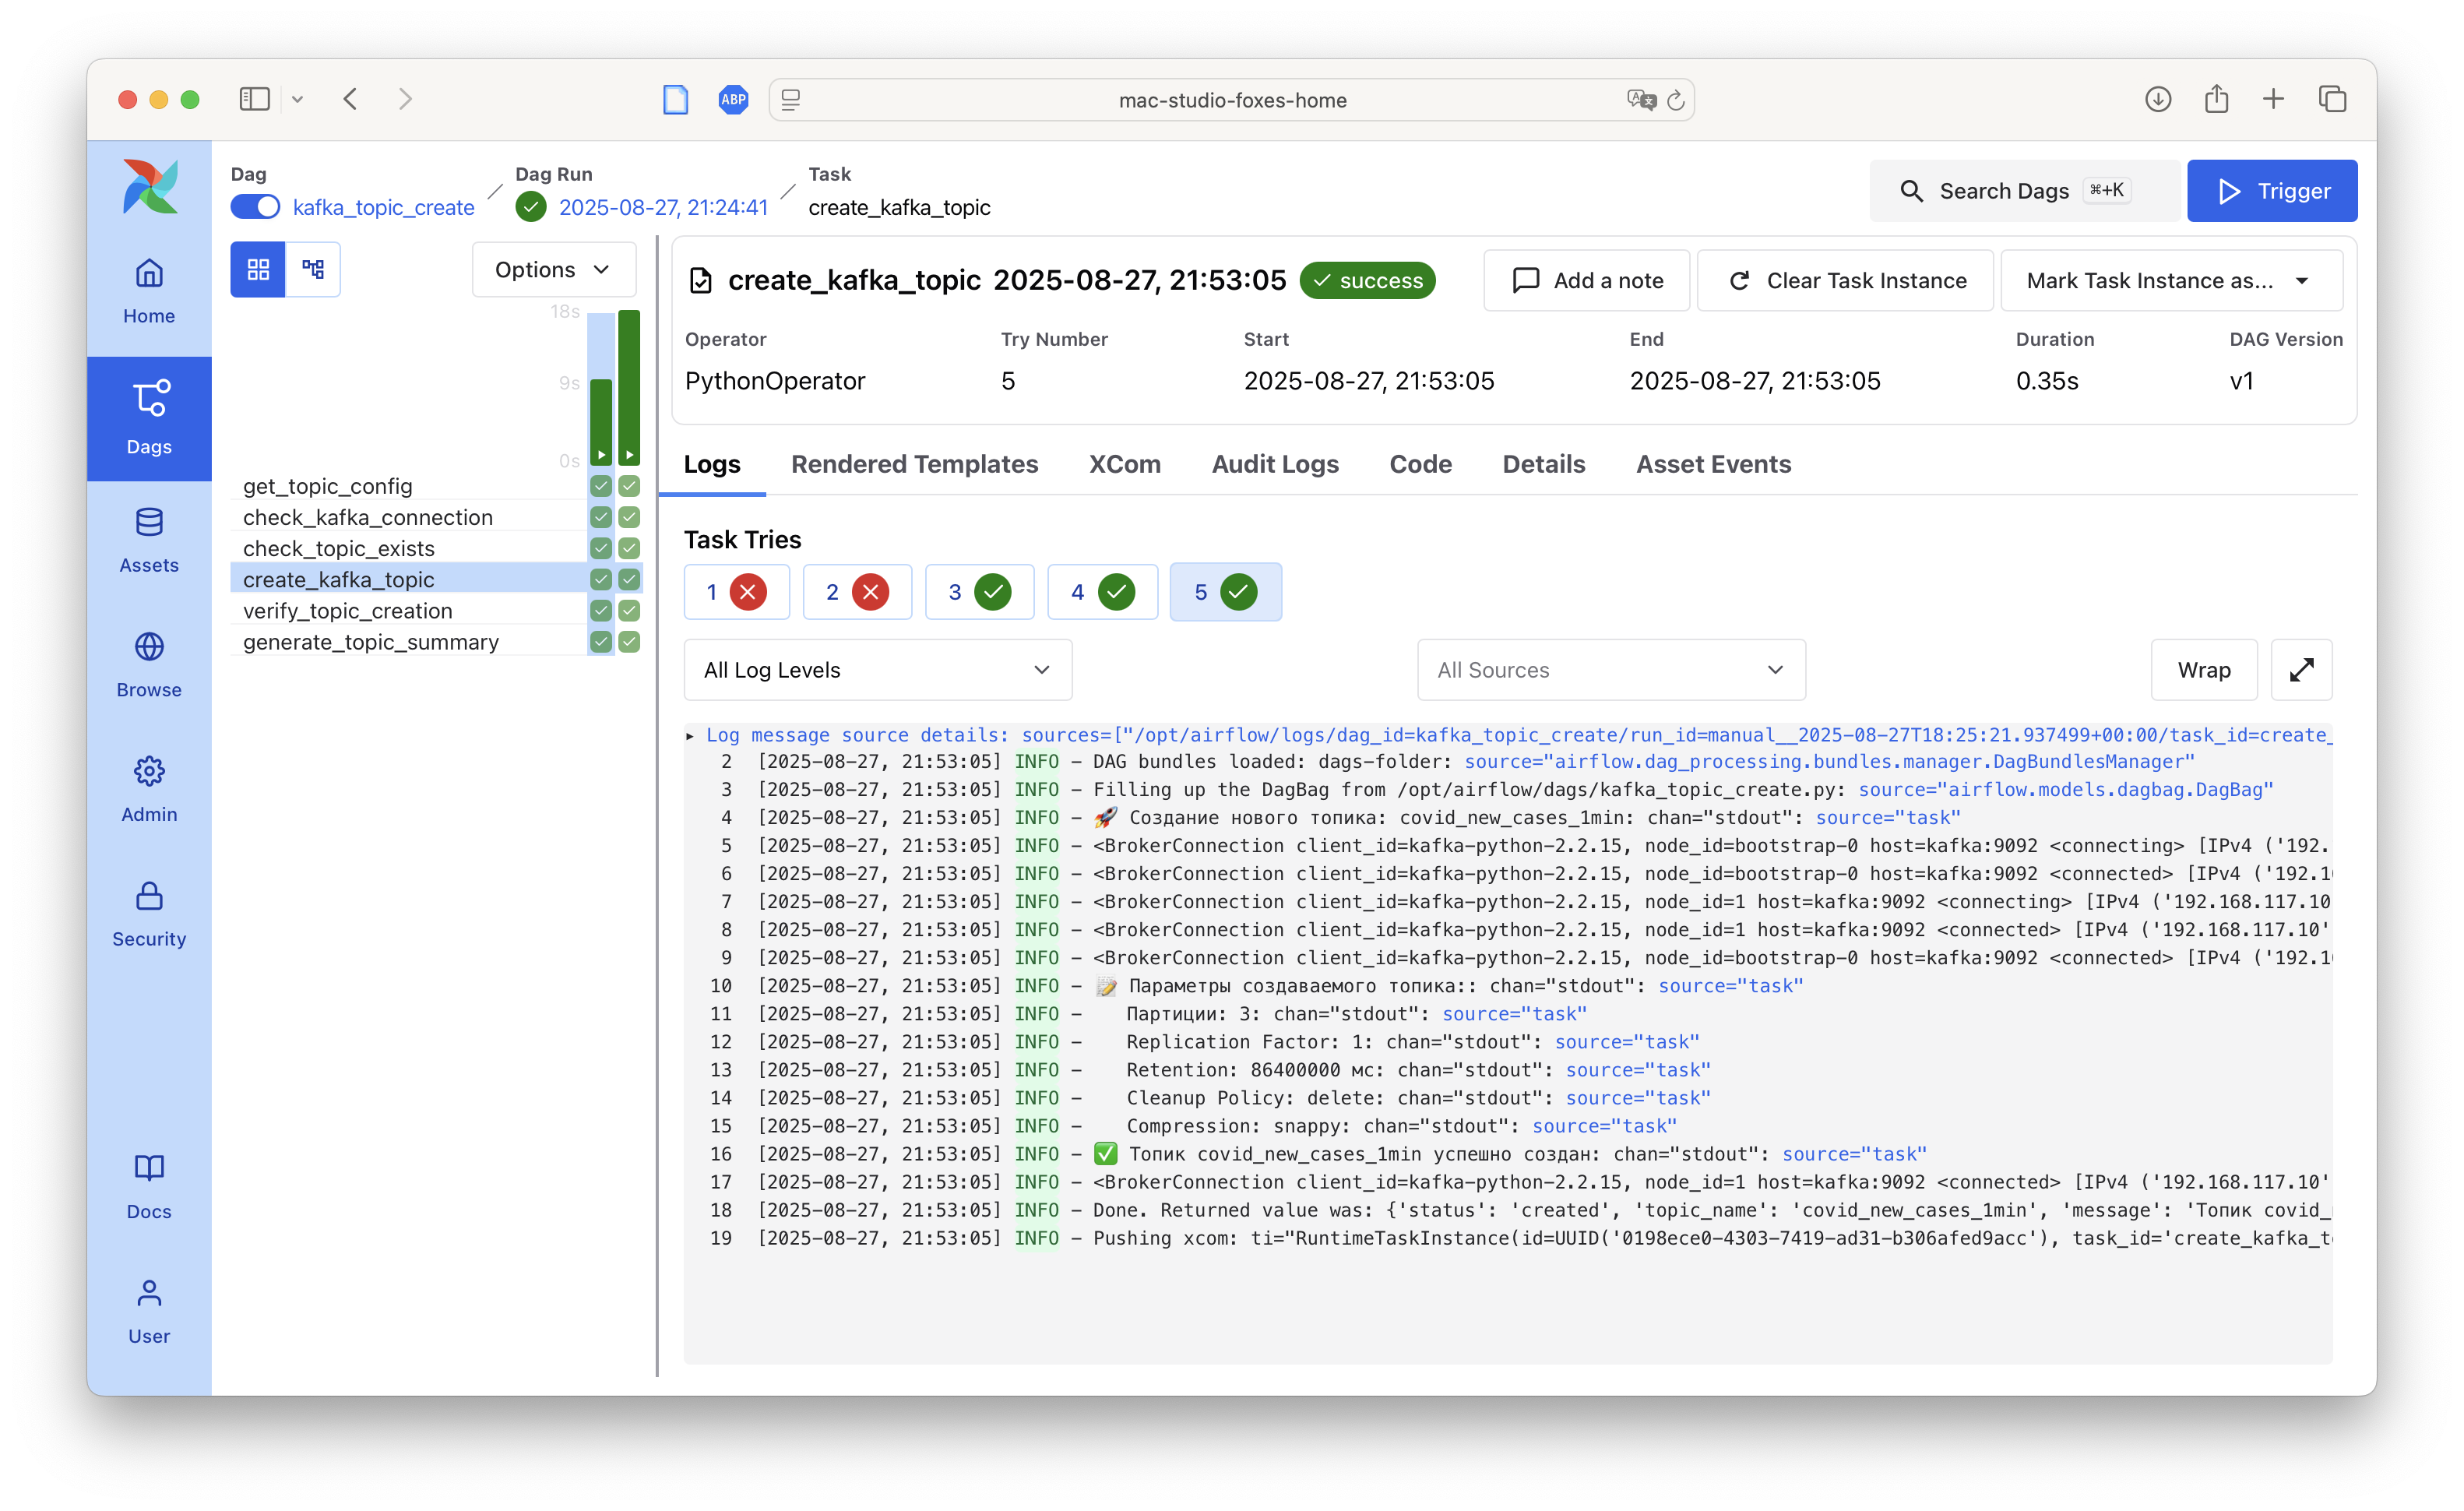 ABP
mac-studio-foxes-home
Dag
kafka_topic_create
Dag Run
2025-08-27, 21:24:41
Task
create_kafka_topic
Search Dags ⌘+K
Trigger
Home
Dags
Assets
Browse
Admin
Security
Docs
User
Options
18s
9s
0s
get_topic_config
check_kafka_connection
check_topic_exists
create_kafka_topic
verify_topic_creation
generate_topic_summary
create_kafka_topic 2025-08-27, 21:53:05 success
Add a note
Clear Task Instance
Mark Task Instance as...
Operator Try Number Start End Duration DAG Version
PythonOperator 5 2025-08-27, 21:53:05 2025-08-27, 21:53:05 0.35s v1
Logs Rendered Templates XCom Audit Logs Code Details Asset Events
Task Tries
1 2 3 4 5
All Log Levels All Sources Wrap
Log message source details: sources=["/opt/airflow/logs/dag_id=kafka_topic_create/run_id=manual__2025-08-27T18:25:21.937499+00:00/task_id=create_
2 [2025-08-27, 21:53:05] INFO - DAG bundles loaded: dags-folder: source="airflow.dag_processing.bundles.manager.DagBundlesManager"
3 [2025-08-27, 21:53:05] INFO - Filling up the DagBag from /opt/airflow/dags/kafka_topic_create.py: source="airflow.models.dagbag.DagBag"
4 [2025-08-27, 21:53:05] INFO - 🚀 Создание нового топика: covid_new_cases_1min: chan="stdout": source="task"
5 [2025-08-27, 21:53:05] INFO - <BrokerConnection client_id=kafka-python-2.2.15, node_id=bootstrap-0 host=kafka:9092 <connecting> [IPv4 ('192.
6 [2025-08-27, 21:53:05] INFO - <BrokerConnection client_id=kafka-python-2.2.15, node_id=bootstrap-0 host=kafka:9092 <connected> [IPv4 ('192.1
7 [2025-08-27, 21:53:05] INFO - <BrokerConnection client_id=kafka-python-2.2.15, node_id=1 host=kafka:9092 <connecting> [IPv4 ('192.168.117.10
8 [2025-08-27, 21:53:05] INFO - <BrokerConnection client_id=kafka-python-2.2.15, node_id=1 host=kafka:9092 <connected> [IPv4 ('192.168.117.10'
9 [2025-08-27, 21:53:05] INFO - <BrokerConnection client_id=kafka-python-2.2.15, node_id=bootstrap-0 host=kafka:9092 <connected> [IPv4 ('192.1
10 [2025-08-27, 21:53:05] INFO - 📝 Параметры создаваемого топика:: chan="stdout": source="task"
11 [2025-08-27, 21:53:05] INFO - Партиции: 3: chan="stdout": source="task"
12 [2025-08-27, 21:53:05] INFO - Replication Factor: 1: chan="stdout": source="task"
13 [2025-08-27, 21:53:05] INFO - Retention: 86400000 мс: chan="stdout": source="task"
14 [2025-08-27, 21:53:05] INFO - Cleanup Policy: delete: chan="stdout": source="task"
15 [2025-08-27, 21:53:05] INFO - Compression: snappy: chan="stdout": source="task"
16 [2025-08-27, 21:53:05] INFO - ✅ Топик covid_new_cases_1min успешно создан: chan="stdout": source="task"
17 [2025-08-27, 21:53:05] INFO - <BrokerConnection client_id=kafka-python-2.2.15, node_id=1 host=kafka:9092 <connected> [IPv4 ('192.168.117.10'
18 [2025-08-27, 21:53:05] INFO - Done. Returned value was: {'status': 'created', 'topic_name': 'covid_new_cases_1min', 'message': 'Топик covid_
19 [2025-08-27, 21:53:05] INFO - Pushing xcom: ti="RuntimeTaskInstance(id=UUID('0198ece0-4303-7419-ad31-b306afed9acc'), task_id='create_kafka_t